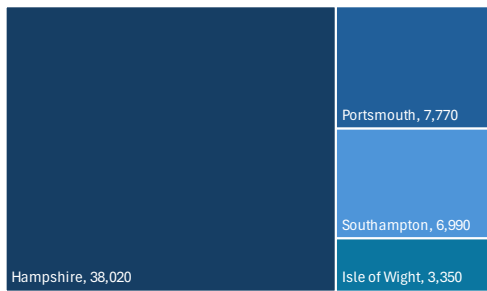 Portsmouth, 7,770
Southampton, 6,990
Hampshire, 38,020
Isle of Wight, 3,350